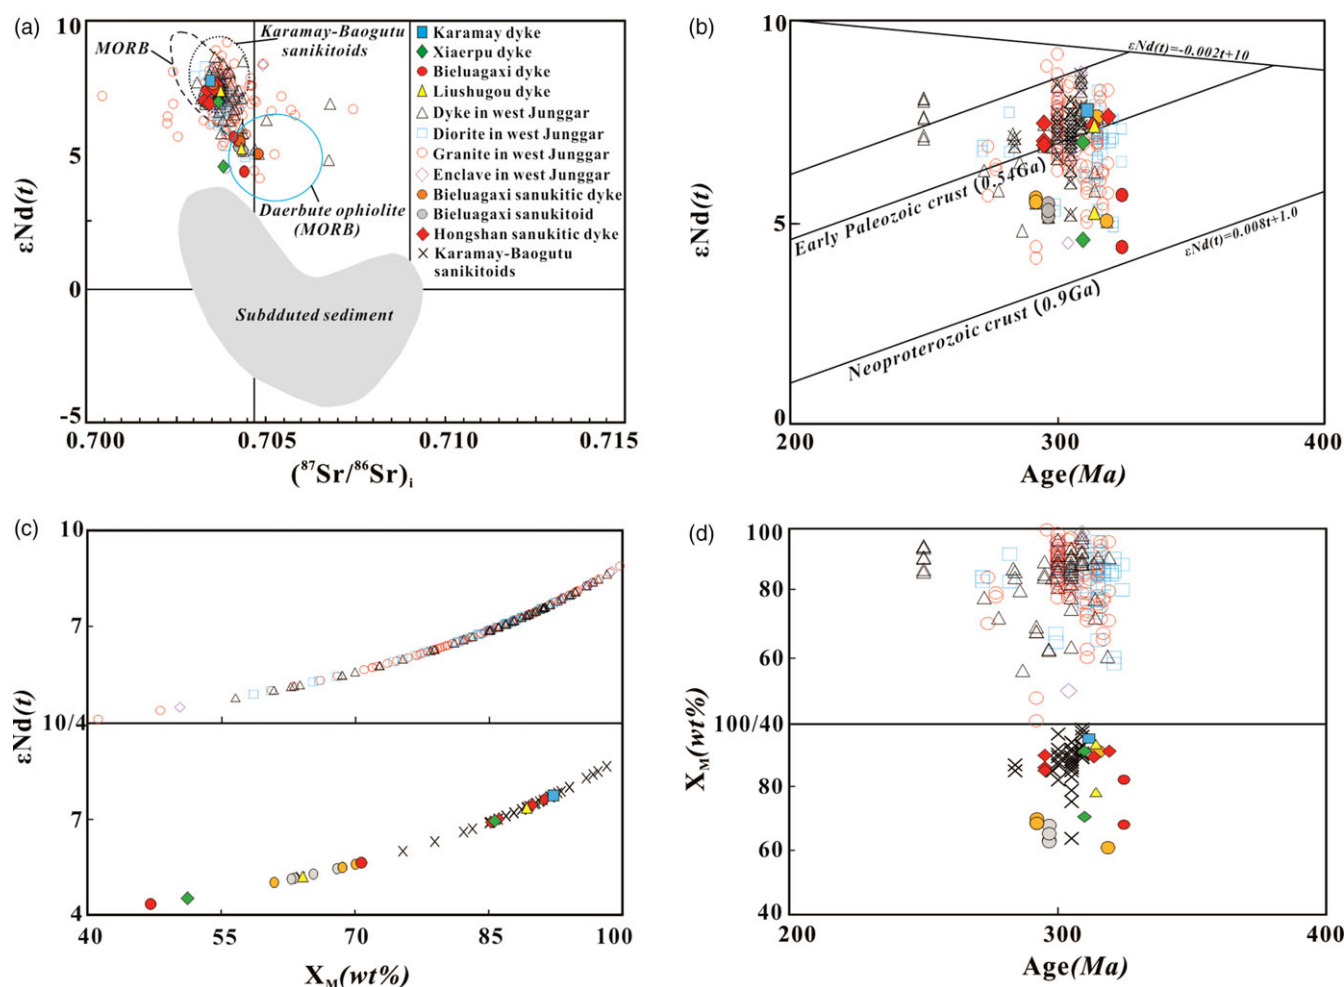 (a)
10
5
0
-5
εNd(t)
0.700
0.705
0.710
0.715
(⁸⁷Sr/⁸⁶Sr)ᵢ
MORB
Karamay-Baogutu
sanikitoids
Daerbute ophiolite
(MORB)
Subdduted sediment
Karamay dyke
Xiaerpu dyke
Bieluagaxi dyke
Liushugou dyke
Dyke in west Junggar
Diorite in west Junggar
Granite in west Junggar
Enclave in west Junggar
Bieluagaxi sanukitic dyke
Bieluagaxi sanukitoid
Hongshan sanukitic dyke
Karamay-Baogutu
sanikitoids
(b)
10
5
0
εNd(t)
200
300
400
Age(Ma)
εNd(t)=-0.002t+10
Early Paleozoic crust (0.54Ga)
εNd(t)=0.008t+1.0
Neoproterozoic crust (0.9Ga)
(c)
10
7
10/4
7
4
εNd(t)
40
55
70
85
100
X_M(wt%)
(d)
100
80
60
100/40
80
60
40
X_M(wt%)
200
300
400
Age(Ma)